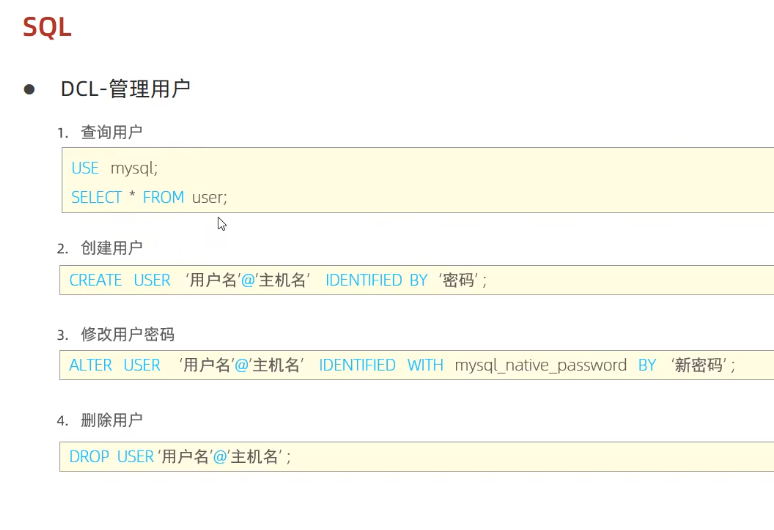 SQL
● DCL-管理用户
1. 查询用户
USE mysql;
SELECT * FROM user;
2. 创建用户
CREATE USER ‘用户名’@‘主机名’ IDENTIFIED BY ‘密码’ ;
3. 修改用户密码
ALTER USER ‘用户名’@‘主机名’ IDENTIFIED WITH mysql_native_password BY ‘新密码’ ;
4. 删除用户
DROP USER ‘用户名’@‘主机名’ ;